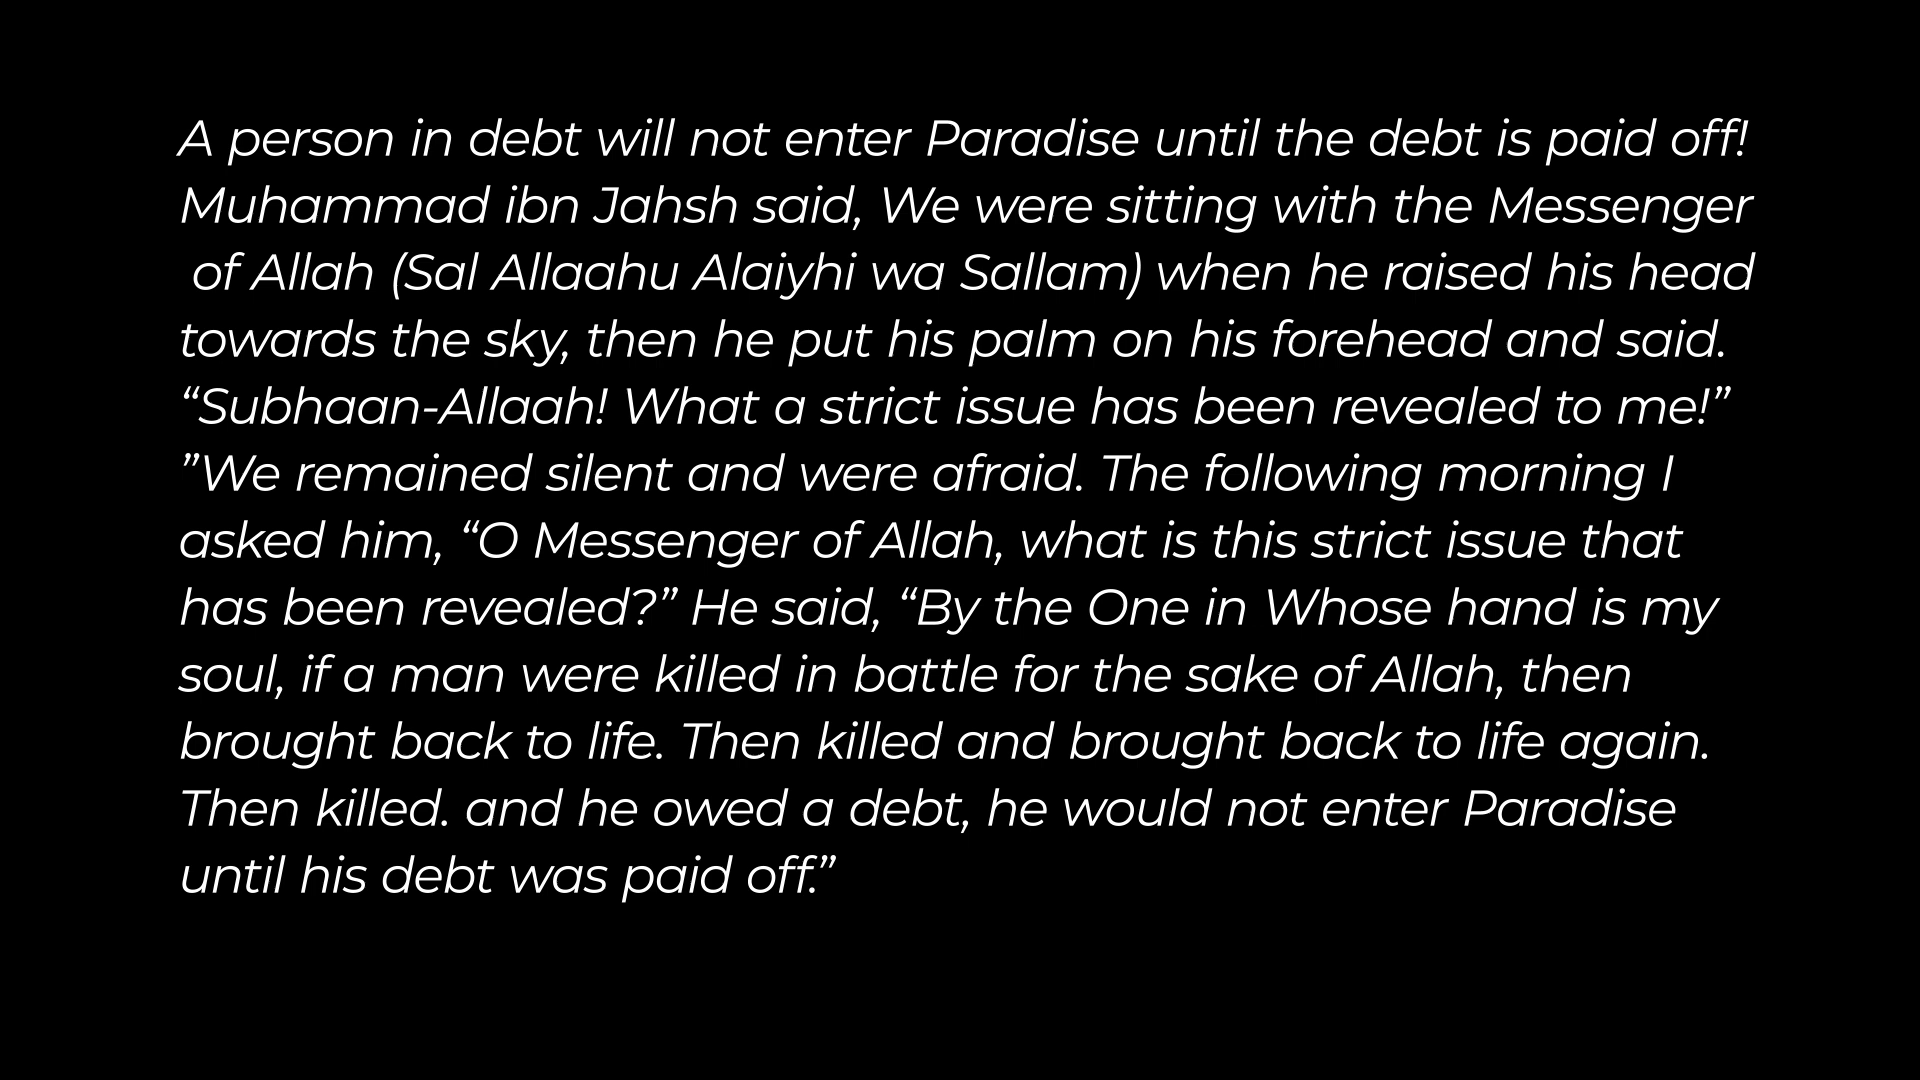 A person in debt will not enter Paradise until the debt is paid off!
Muhammad ibn Jahsh said, We were sitting with the Messenger
of Allah (Sal Allaahu Alaiyhi wa Sallam) when he raised his head
towards the sky, then he put his palm on his forehead and said.
“Subhaan-Allaah! What a strict issue has been revealed to me!”
”We remained silent and were afraid. The following morning I
asked him, “O Messenger of Allah, what is this strict issue that
has been revealed?” He said, “By the One in Whose hand is my
soul, if a man were killed in battle for the sake of Allah, then
brought back to life. Then killed and brought back to life again.
Then killed. and he owed a debt, he would not enter Paradise
until his debt was paid off.”